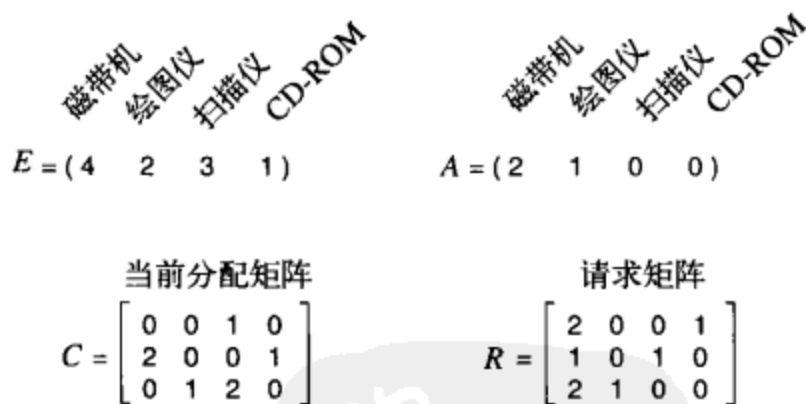 磁带机 绘图仪 扫描仪 CD-ROM 磁带机 绘图仪 扫描仪 CD-ROM
E = ( 4 2 3 1 ) A = ( 2 1 0 0 )
当前分配矩阵 请求矩阵
C = [ 0 0 1 0 R = [ 2 0 0 1
2 0 0 1 1 0 1 0
0 1 2 0 ] 2 1 0 0 ]